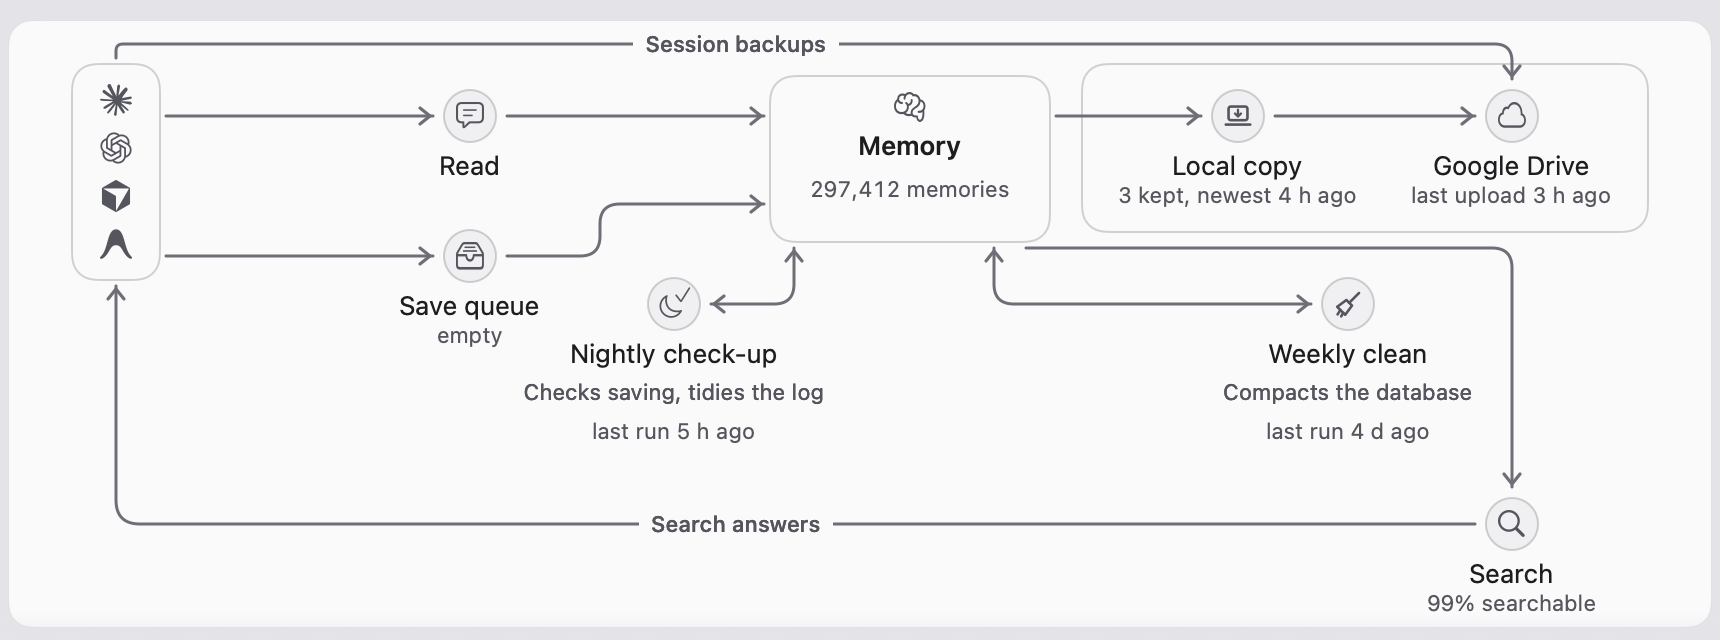 Session backups
Read
Memory
297,412 memories
Local copy
3 kept, newest 4 h ago
Google Drive
last upload 3 h ago
Save queue
empty
Nightly check-up
Checks saving, tidies the log
last run 5 h ago
Weekly clean
Compacts the database
last run 4 d ago
Search answers
Search
99% searchable